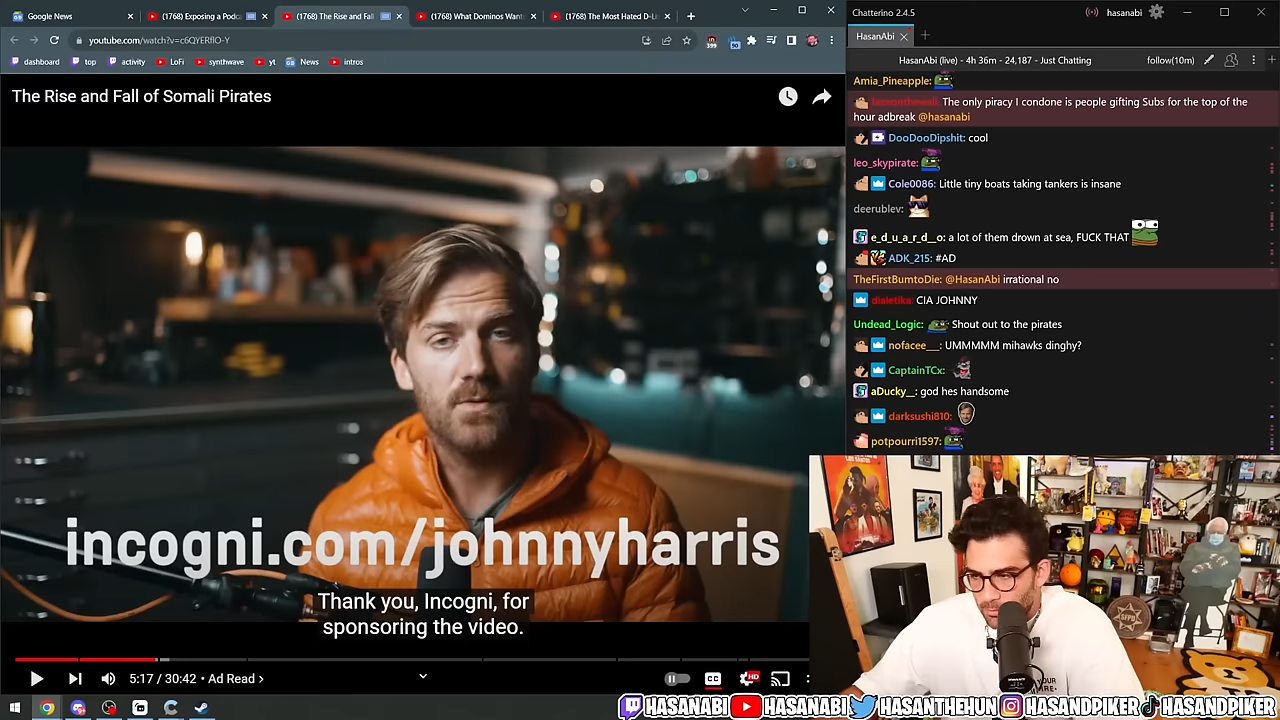 Google News
(1768) Exposing a Podc
(1768) The Rise and Fall
(1768) What Dominos Wan
(1768) The Most Hated D-Li
youtube.com/watch?v=c6QYERfIO-Y
399
90
dashboard
top
activity
LoFi
synthwave
yt
News
intros
The Rise and Fall of Somali Pirates
incogni.com/johnnyharris
Thank you, Incogni, for
sponsoring the video.
5:17 / 30:42 • Ad Read ›
HD
Chatterino 2.4.5
hasanabi
HasanAbi
HasanAbi (live) - 4h 36m - 24,187 - Just Chatting
follow(10m)
Amia_Pineapple:
The only piracy I condone is people gifting Subs for the top of the
hour adbreak @hasanabi
DooDooDipshit: cool
leo_skypirate:
Cole0086: Little tiny boats taking tankers is insane
deerublev:
e_d_u_a_r_d__o: a lot of them drown at sea, FUCK THAT
ADK_215: #AD
TheFirstBumtoDie: @HasanAbi irrational no
dialetika: CIA JOHNNY
Undead_Logic: Shout out to the pirates
nofacee___: UMMMMM mihawks dinghy?
CaptainTCx:
aDucky__: god hes handsome
darksushi810:
potpourri1597:
HASANABI
HASANABI
HASANTHEHUN
HASANDPIKER
HASANDPIKER